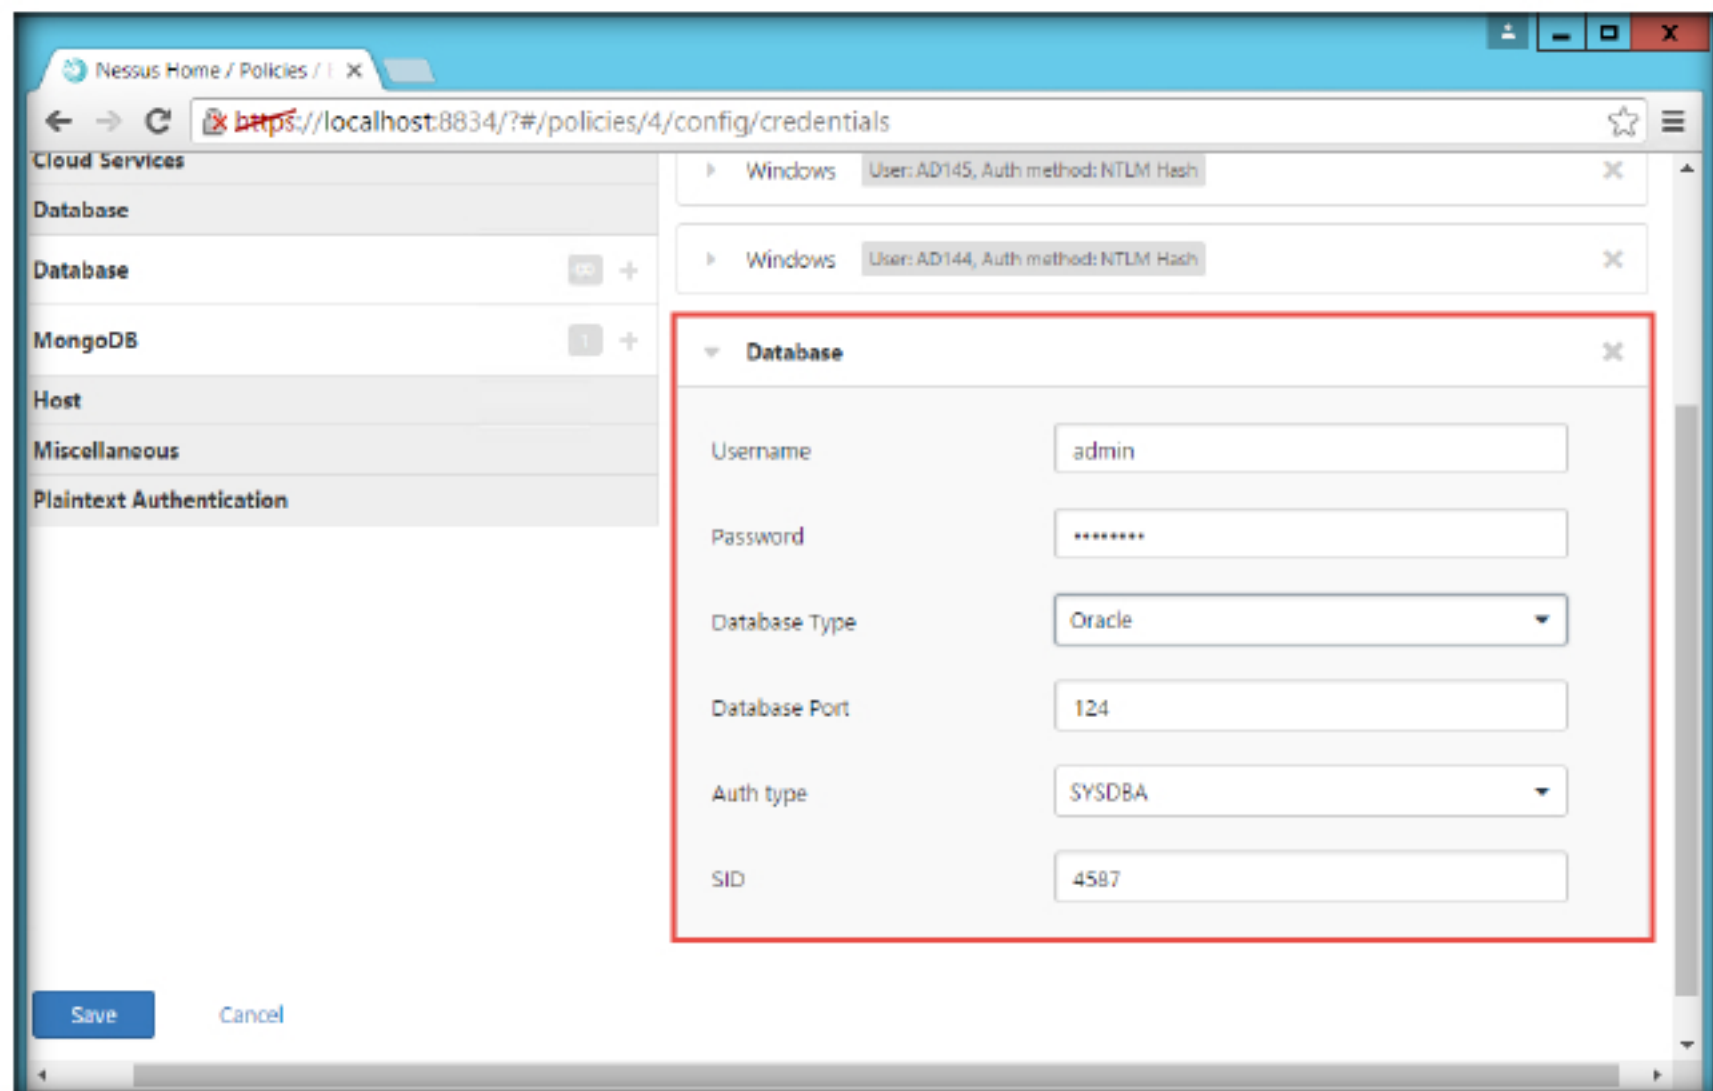 Nessus Home / Policies /
https://localhost:8834/?#/policies/4/config/credentials
Cloud Services
Database
Database
MongoDB
1
Host
Miscellaneous
Plaintext Authentication
Windows User: AD145, Auth method: NTLM Hash
Windows User: AD144, Auth method: NTLM Hash
Database
Username admin
Password ••••••••
Database Type Oracle
Database Port 124
Auth type SYSDBA
SID 4587
Save Cancel